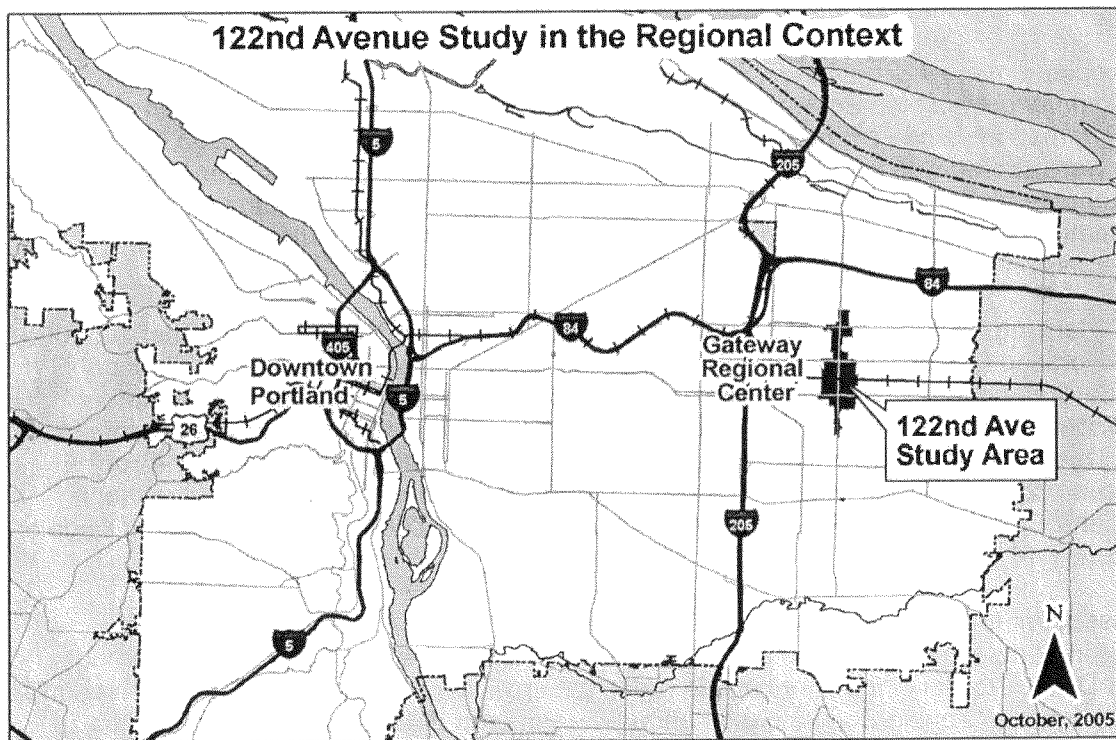 122nd Avenue Study in the Regional Context
5
205
84
84
405
Downtown
Portland
Gateway
Regional
Center
5
26
122nd Ave
Study Area
205
5
N
October, 2005